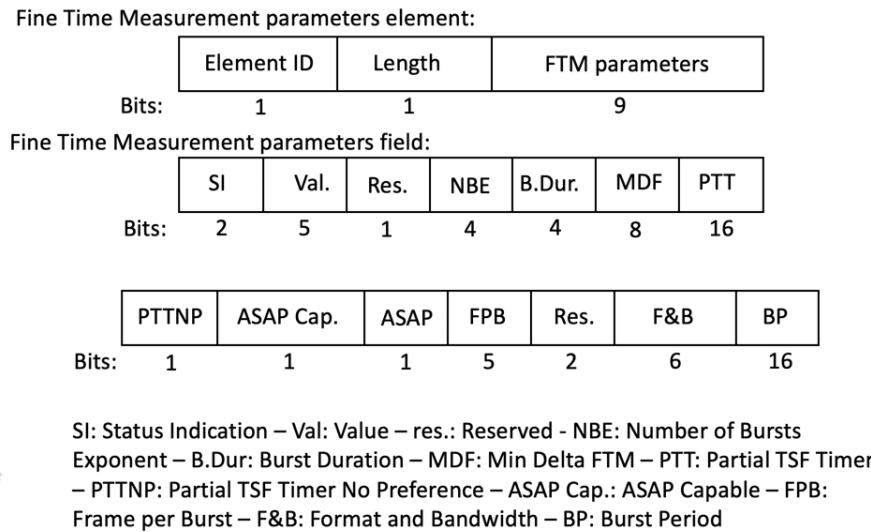 Fine Time Measurement parameters element:
Element ID Length FTM parameters
Bits: 1 1 9
Fine Time Measurement parameters field:
SI Val. Res. NBE B.Dur. MDF PTT
Bits: 2 5 1 4 4 8 16
PTTNP ASAP Cap. ASAP FPB Res. F&B BP
Bits: 1 1 1 5 2 6 16
SI: Status Indication – Val: Value – res.: Reserved - NBE: Number of Bursts
Exponent – B.Dur: Burst Duration – MDF: Min Delta FTM – PTT: Partial TSF Timer
– PTTNP: Partial TSF Timer No Preference – ASAP Cap.: ASAP Capable – FPB:
Frame per Burst – F&B: Format and Bandwidth – BP: Burst Period